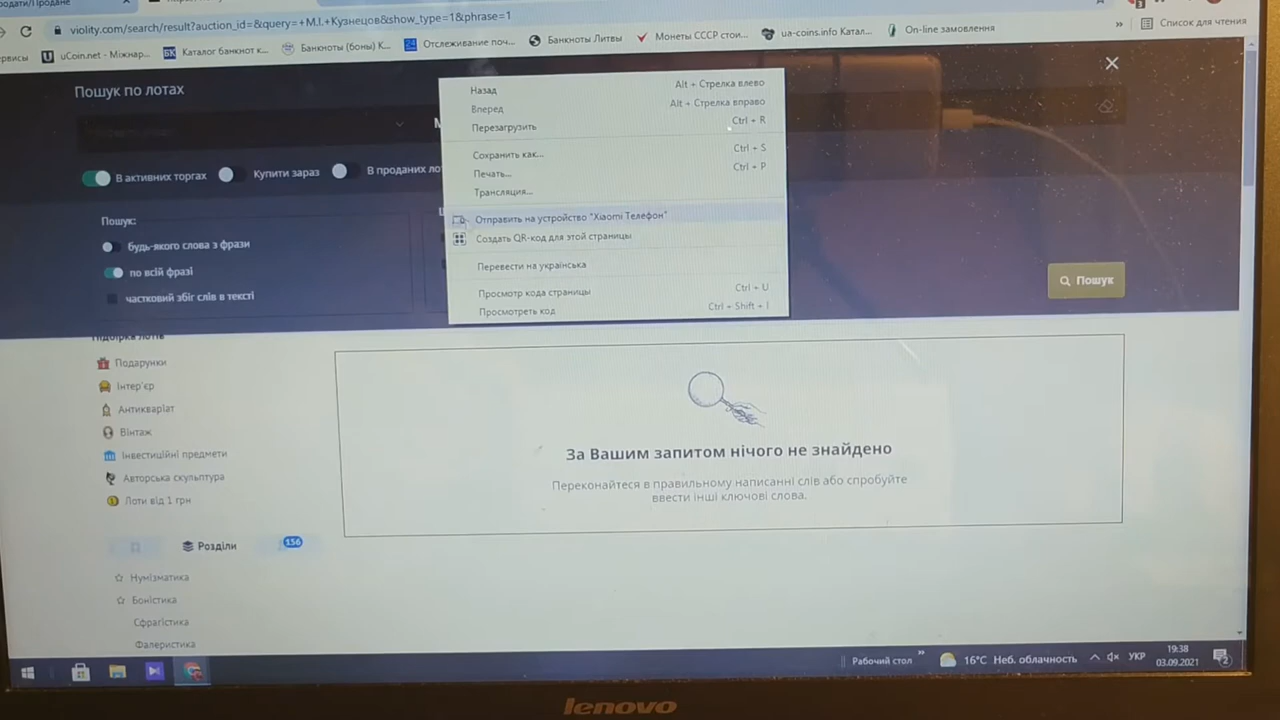 violity.com/search/result?auction_id=&query=+М.І.+Кузнецов&show_type=1&phrase=1
Список для чтения
рвисы
uCoin.net - Міжнар...
Каталог банкнот к...
Банкноты (боны) К...
Отслеживание поч...
Банкноты Литвы
Монеты СССР стои...
ua-coins.info Катал...
On-line замовлення
Пошук по лотах
В активних торгах
Купити зараз
В проданих ло
Пошук:
будь-якого слова з фрази
по всій фразі
частковий збіг слів в тексті
Назад Alt + Стрелка влево
Вперед Alt + Стрелка вправо
Перезагрузить Ctrl + R
Сохранить как... Ctrl + S
Печать... Ctrl + P
Трансляция...
Отправить на устройство "Xiaomi Телефон"
Создать QR-код для этой страницы
Перевести на українська
Просмотр кода страницы Ctrl + U
Просмотреть код Ctrl + Shift + I
Пошук
Подарунки
Інтер'єр
Антикваріат
Вінтаж
Інвестиційні предмети
Авторська скульптура
Лоти від 1 грн
Розділи
156
Нумізматика
Боністика
Сфрагістика
Фалеристика
За Вашим запитом нічого не знайдено
Переконайтеся в правильному написанні слів або спробуйте
ввести інші ключові слова.
Рабочий стол
16°C Неб. облачность
УКР
19:38
03.09.2021
2
lenovo